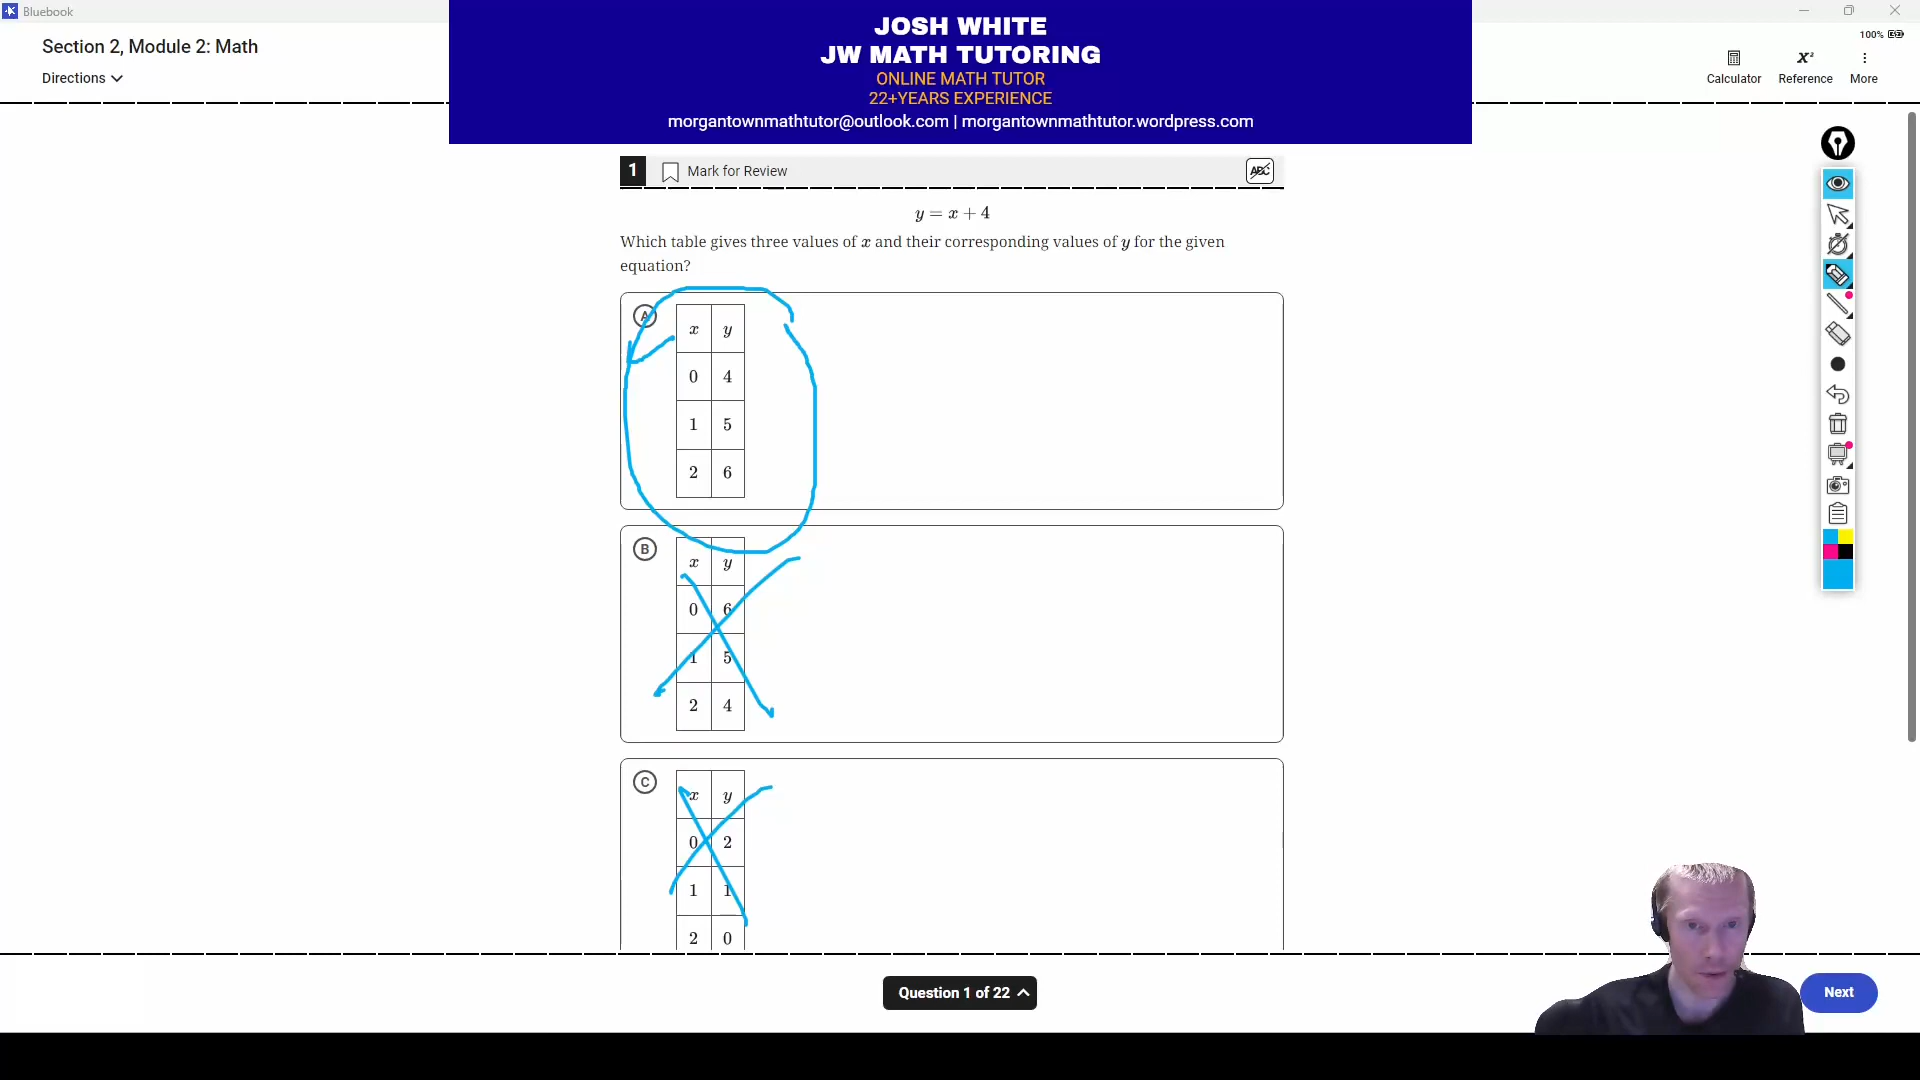 Bluebook
Section 2, Module 2: Math
Directions
JOSH WHITE
JW MATH TUTORING
ONLINE MATH TUTOR
22+YEARS EXPERIENCE
morgantownmathtutor@outlook.com | morgantownmathtutor.wordpress.com
100%
Calculator
Reference
More
1 Mark for Review ABC
y = x + 4
Which table gives three values of x and their corresponding values of y for the given
equation?
A
x y
0 4
1 5
2 6
B
x y
0 6
1 5
2 4
C
x y
0 2
1 1
2 0
Question 1 of 22
Next